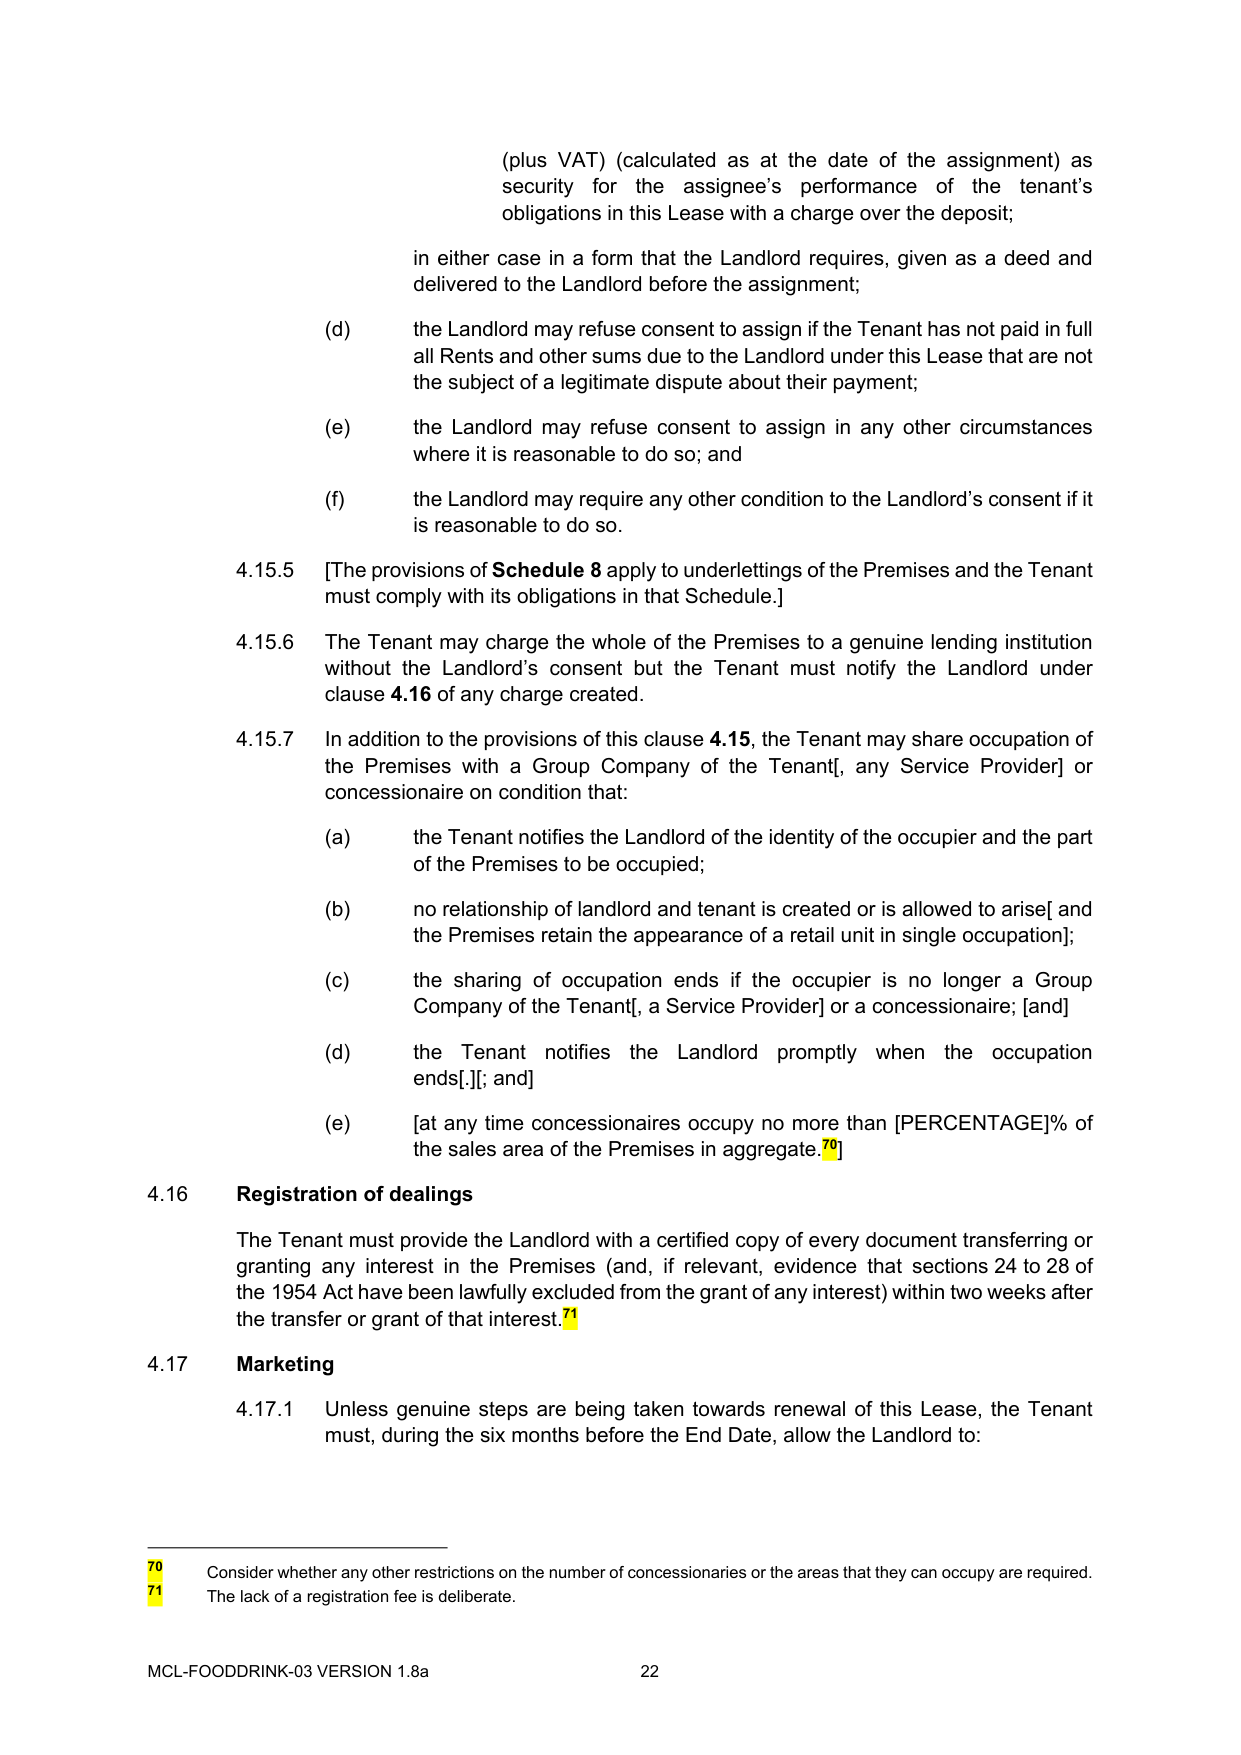 (plus VAT) (calculated as at the date of the assignment) as
security for the assignee’s performance of the tenant’s
obligations in this Lease with a charge over the deposit;
in either case in a form that the Landlord requires, given as a deed and
delivered to the Landlord before the assignment;
(d) the Landlord may refuse consent to assign if the Tenant has not paid in full
all Rents and other sums due to the Landlord under this Lease that are not
the subject of a legitimate dispute about their payment;
(e) the Landlord may refuse consent to assign in any other circumstances
where it is reasonable to do so; and
(f) the Landlord may require any other condition to the Landlord’s consent if it
is reasonable to do so.
4.15.5 [The provisions of Schedule 8 apply to underlettings of the Premises and the Tenant
must comply with its obligations in that Schedule.]
4.15.6 The Tenant may charge the whole of the Premises to a genuine lending institution
without the Landlord’s consent but the Tenant must notify the Landlord under
clause 4.16 of any charge created.
4.15.7 In addition to the provisions of this clause 4.15, the Tenant may share occupation of
the Premises with a Group Company of the Tenant[, any Service Provider] or
concessionaire on condition that:
(a) the Tenant notifies the Landlord of the identity of the occupier and the part
of the Premises to be occupied;
(b) no relationship of landlord and tenant is created or is allowed to arise[ and
the Premises retain the appearance of a retail unit in single occupation];
(c) the sharing of occupation ends if the occupier is no longer a Group
Company of the Tenant[, a Service Provider] or a concessionaire; [and]
(d) the Tenant notifies the Landlord promptly when the occupation
ends[.][; and]
(e) [at any time concessionaires occupy no more than [PERCENTAGE]% of
the sales area of the Premises in aggregate.70]
4.16 Registration of dealings
The Tenant must provide the Landlord with a certified copy of every document transferring or
granting any interest in the Premises (and, if relevant, evidence that sections 24 to 28 of
the 1954 Act have been lawfully excluded from the grant of any interest) within two weeks after
the transfer or grant of that interest.71
4.17 Marketing
4.17.1 Unless genuine steps are being taken towards renewal of this Lease, the Tenant
must, during the six months before the End Date, allow the Landlord to:
70 Consider whether any other restrictions on the number of concessionaries or the areas that they can occupy are required.
71 The lack of a registration fee is deliberate.
MCL-FOODDRINK-03 VERSION 1.8a 22